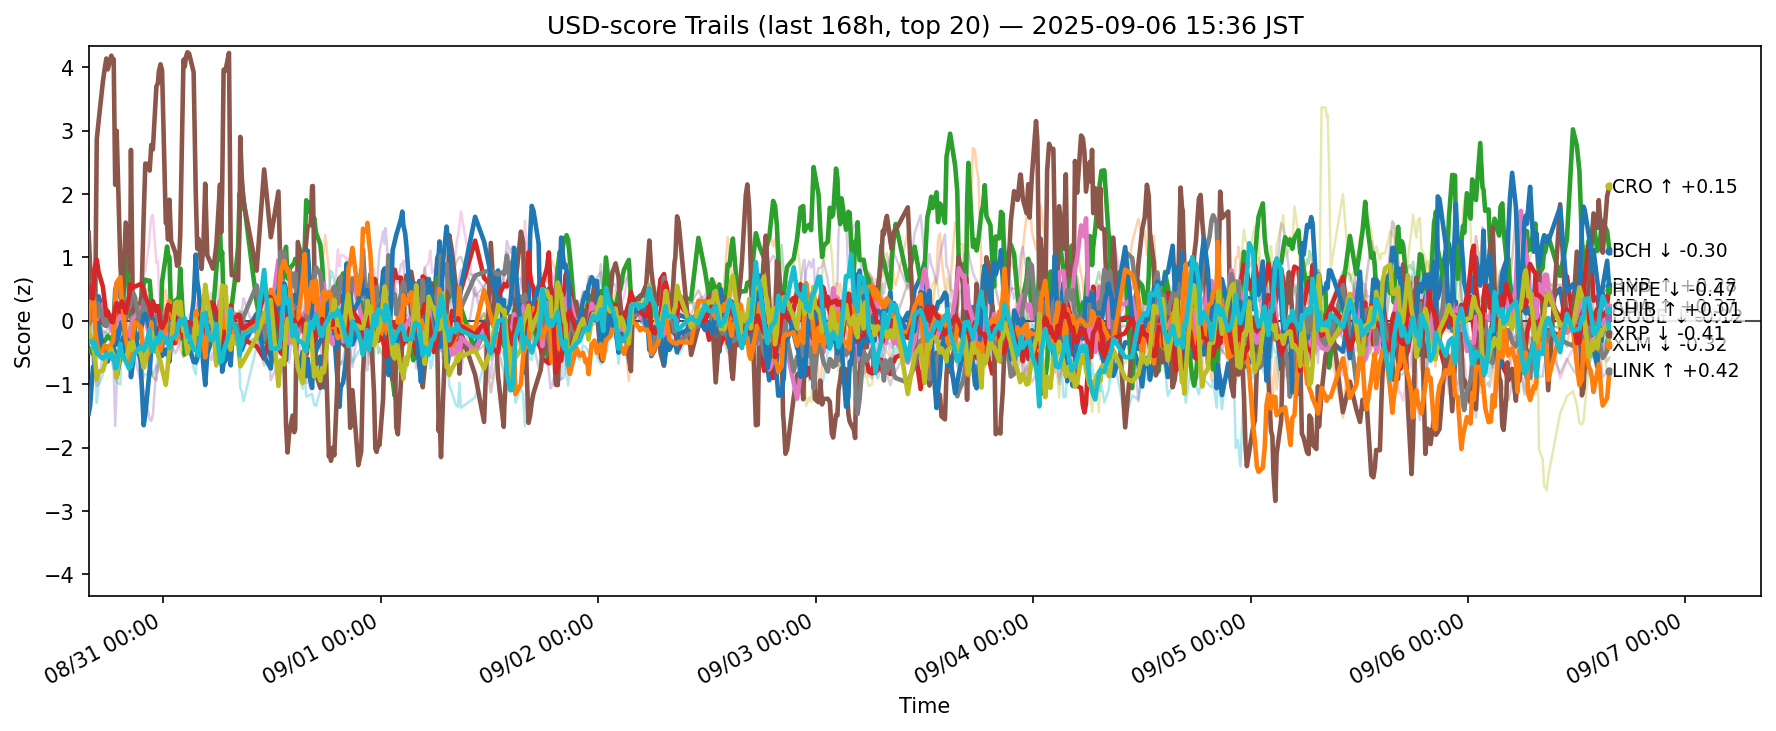 USD-score Trails (last 168h, top 20) — 2025-09-06 15:36 JST
Score (z)
4
3
2
1
0
−1
−2
−3
−4
CRO ↑ +0.15
BCH ↓ -0.30
HYPE ↓ -0.47
SHIB ↑ +0.01
XRP ↓ -0.41
XLM ↓ -0.32
LINK ↑ +0.42
08/31 00:00
09/01 00:00
09/02 00:00
09/03 00:00
09/04 00:00
09/05 00:00
09/06 00:00
09/07 00:00
Time